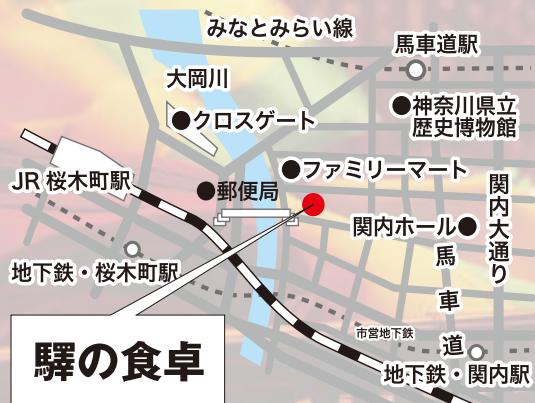 みなとみらい線
馬車道駅
大岡川
●クロスゲート
●神奈川県立
歴史博物館
●ファミリーマート
JR 桜木町駅
●郵便局
関内大通り
関内ホール●
馬車道
地下鉄・桜木町駅
市営地下鉄
地下鉄・関内駅
驛の食卓